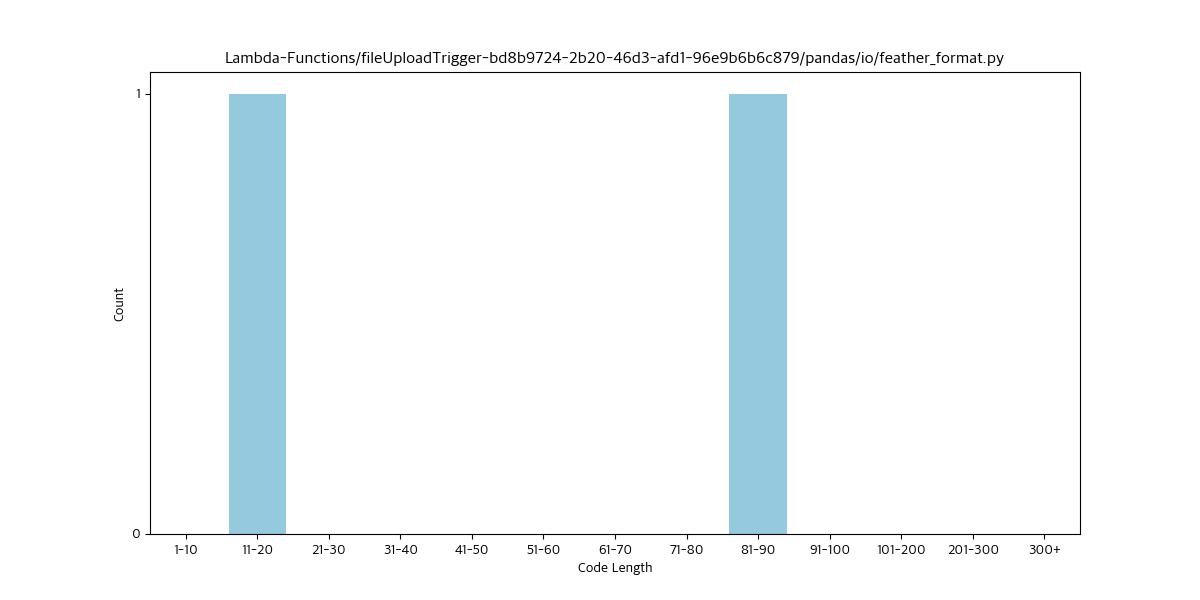 Lambda-Functions/fileUploadTrigger-bd8b9724-2b20-46d3-afd1-96e9b6b6c879/pandas/io/feather_format.py
1
Count
0
1-10 11-20 21-30 31-40 41-50 51-60 61-70 71-80 81-90 91-100 101-200 201-300 300+
Code Length